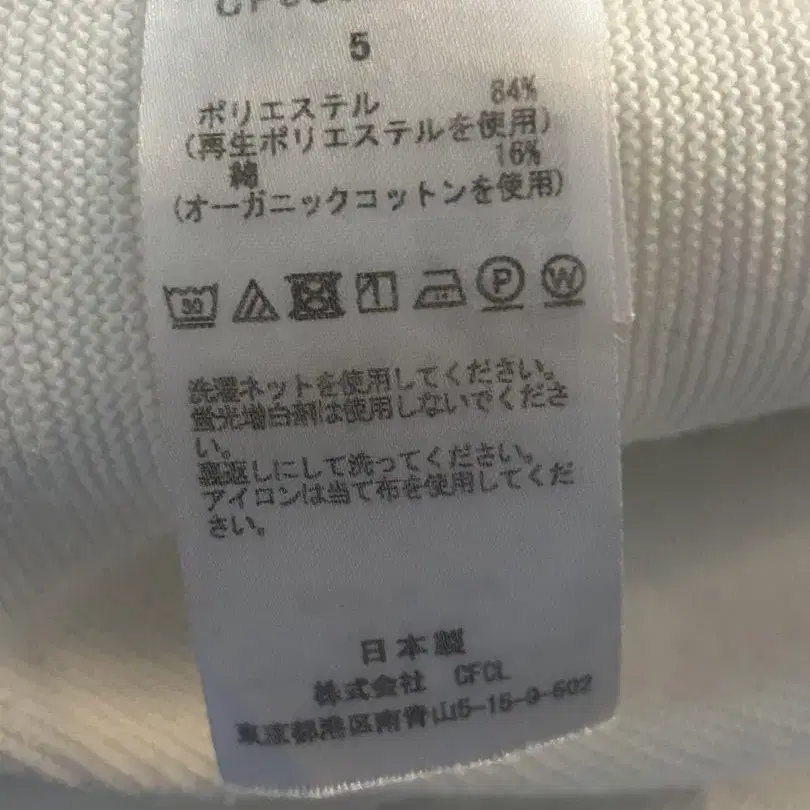 5
ポリエステル 84%
(再生ポリエステルを使用)
綿 16%
(オーガニックコットンを使用)
30 P W
洗濯ネットを使用してください。
蛍光増白剤は使用しないでくださ
い。
裏返しにして洗ってください。
アイロンは当て布を使用してくだ
さい。
日本製
株式会社 CFCL
東京都港区南青山5-15-9-502